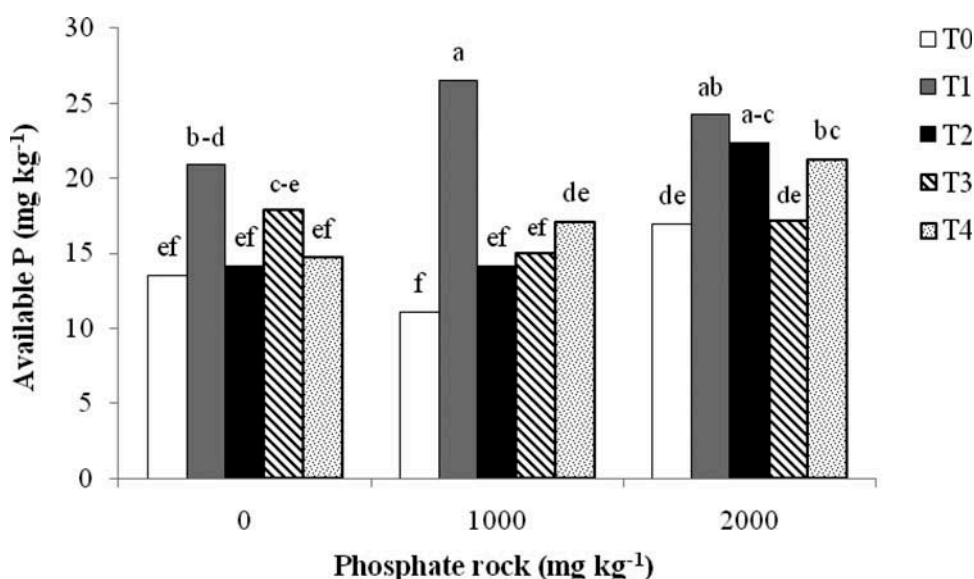 30
25
20
15
10
5
0
Available P (mg kg⁻¹)
ef
b-d
ef
c-e
ef
f
a
ef
ef
de
de
ab
a-c
de
bc
0
1000
2000
Phosphate rock (mg kg⁻¹)
T0
T1
T2
T3
T4